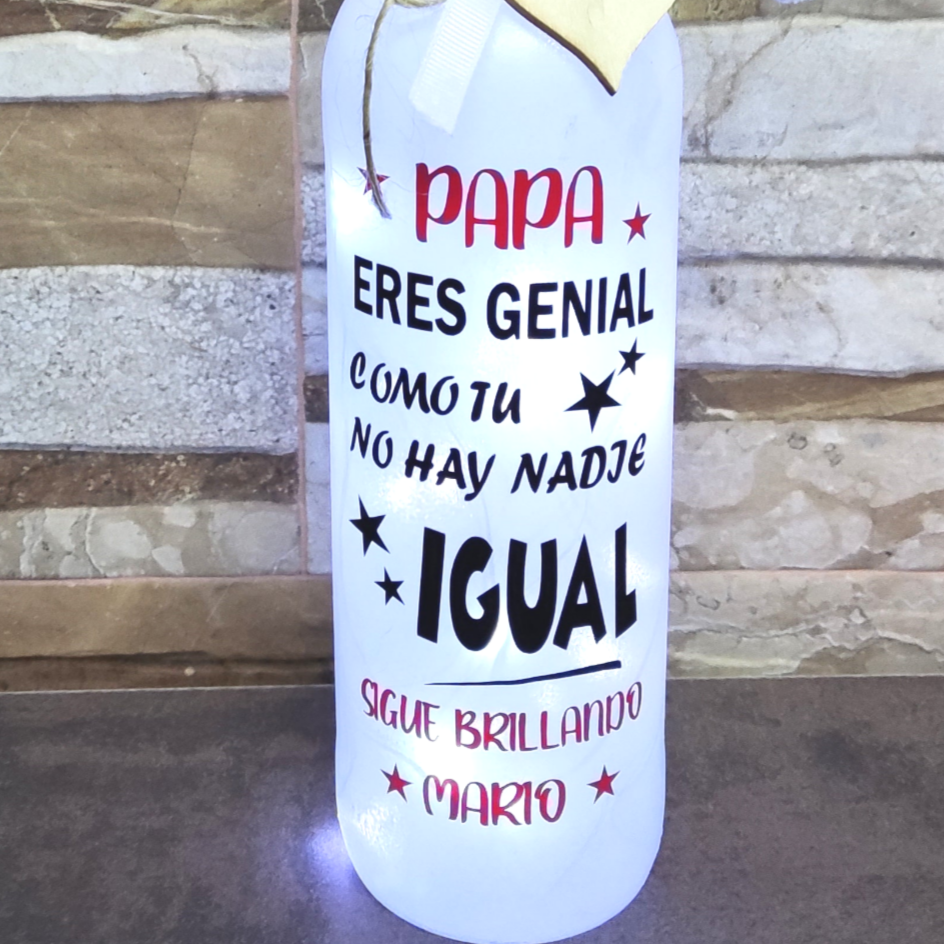 PAPA
ERES GENIAL
COMO TU
NO HAY NADIE
IGUAL
SIGUE BRILLANDO
MARIO